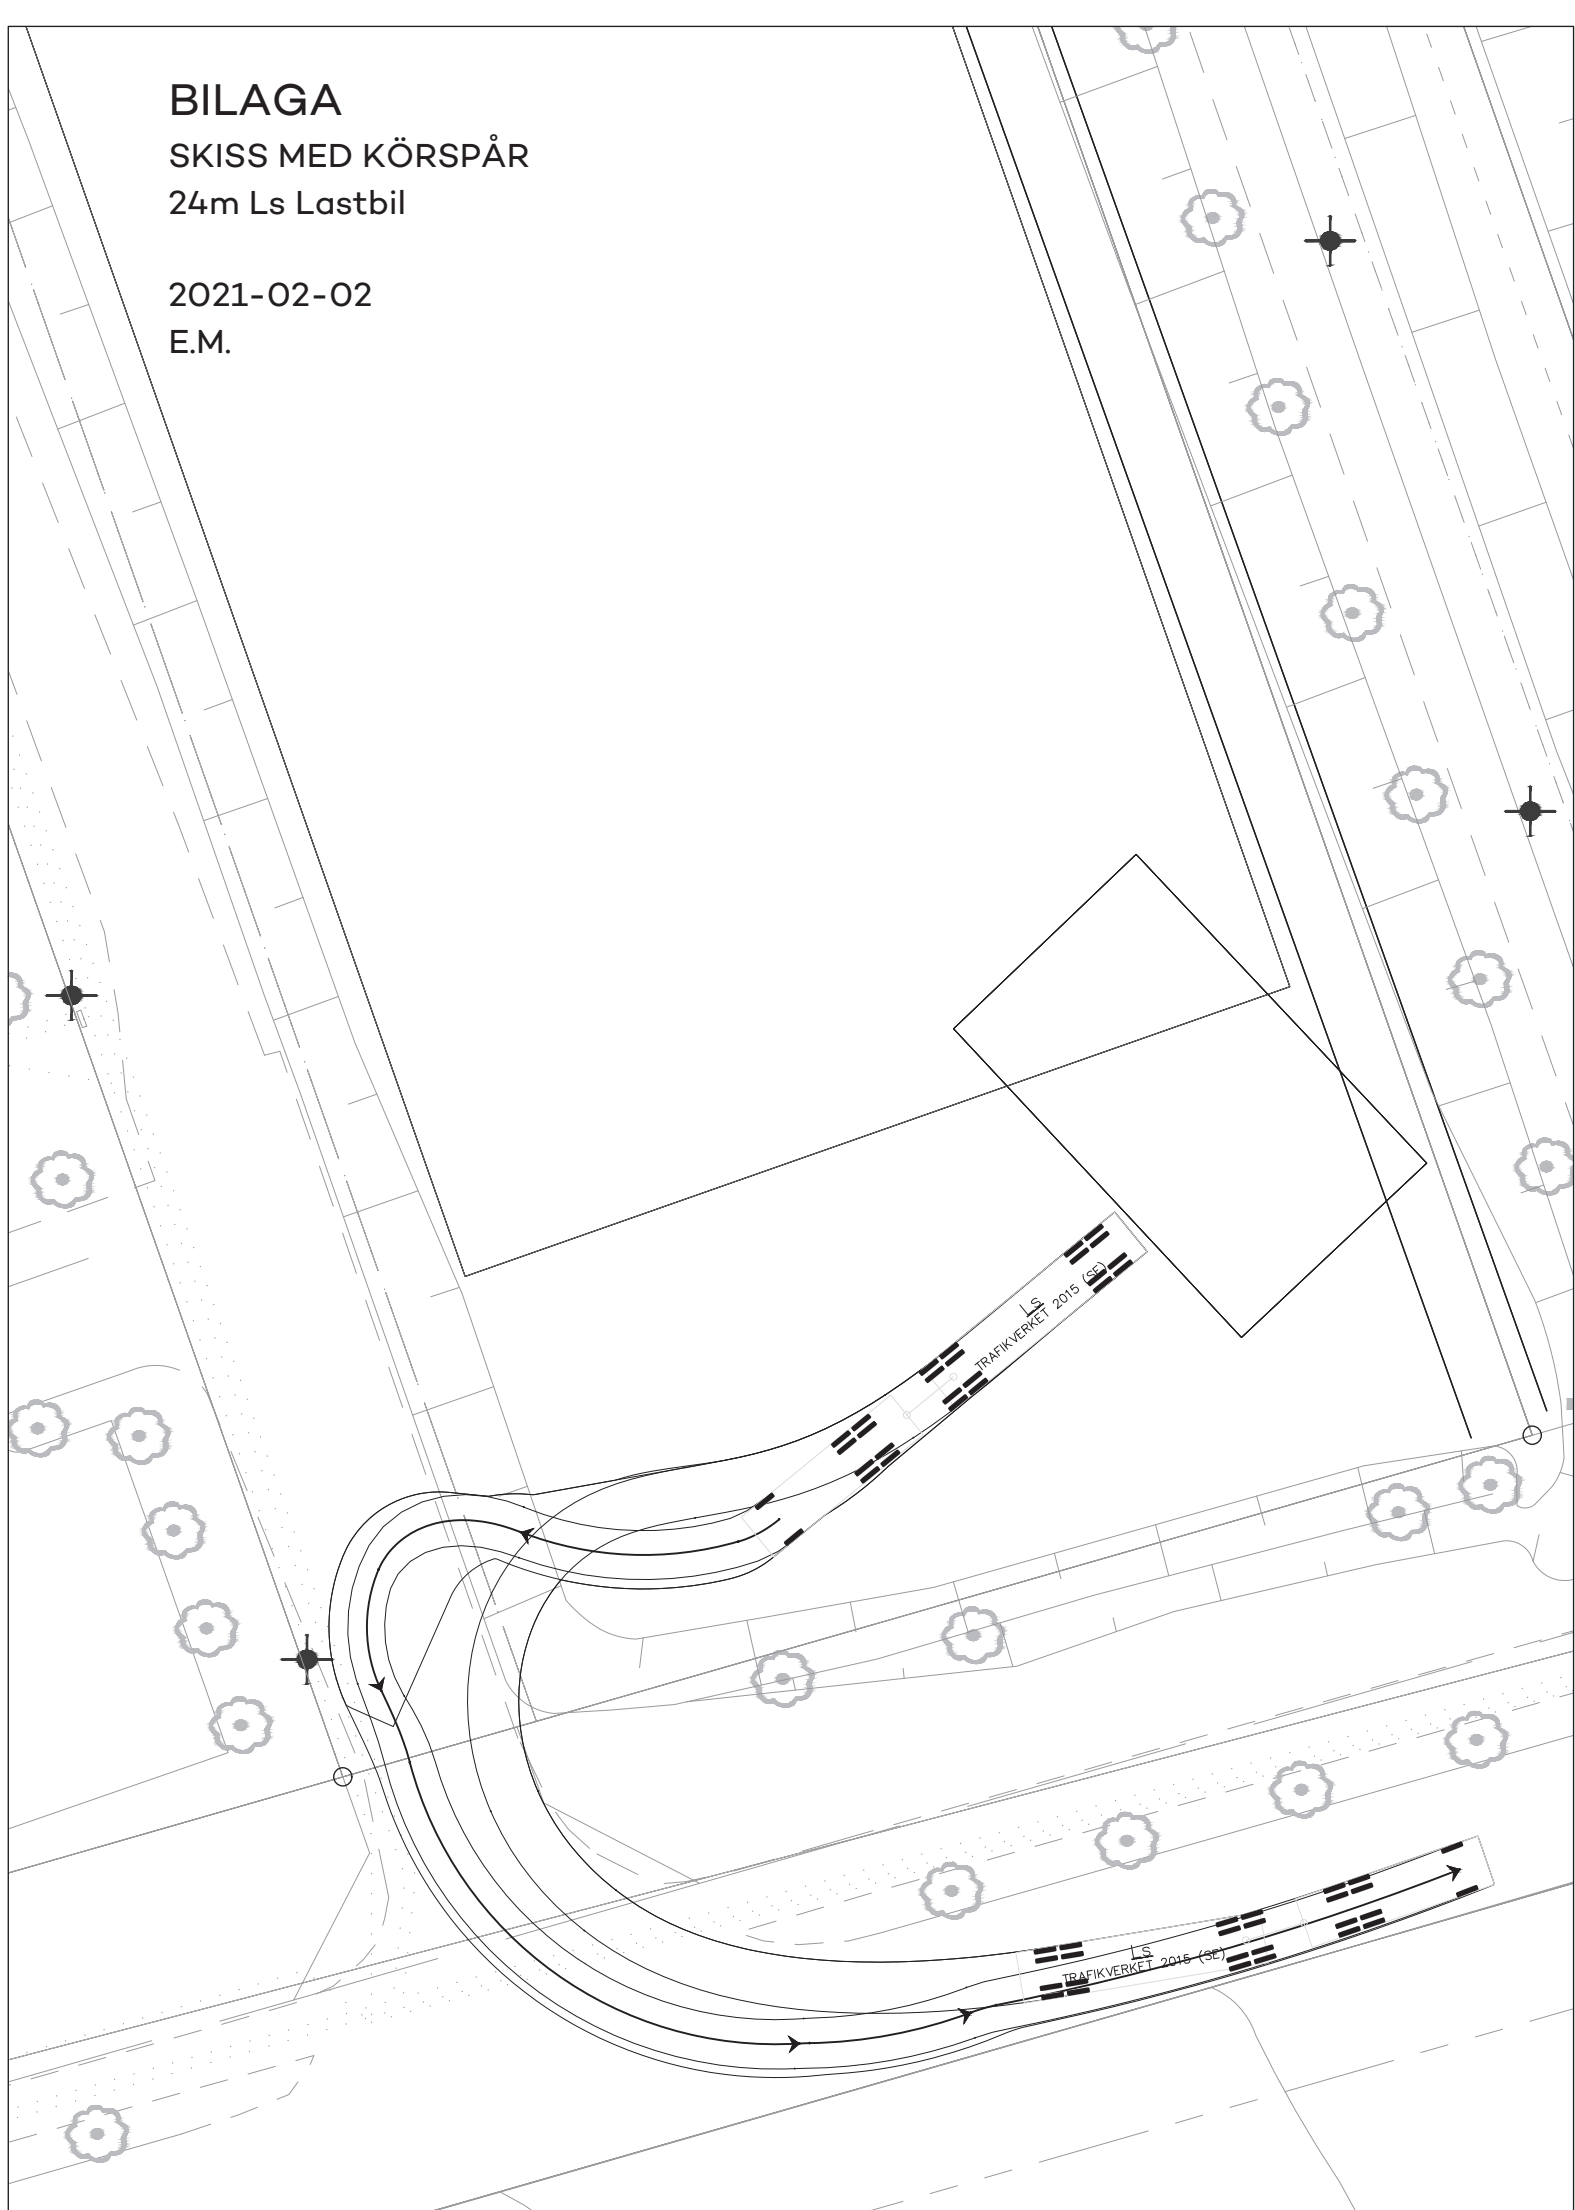 BILAGA
SKISS MED KÖRSPÅR
24m Ls Lastbil
2021-02-02
E.M.
Ls
TRAFIKVERKET 2015 (SE)
Ls
TRAFIKVERKET 2015 (SE)